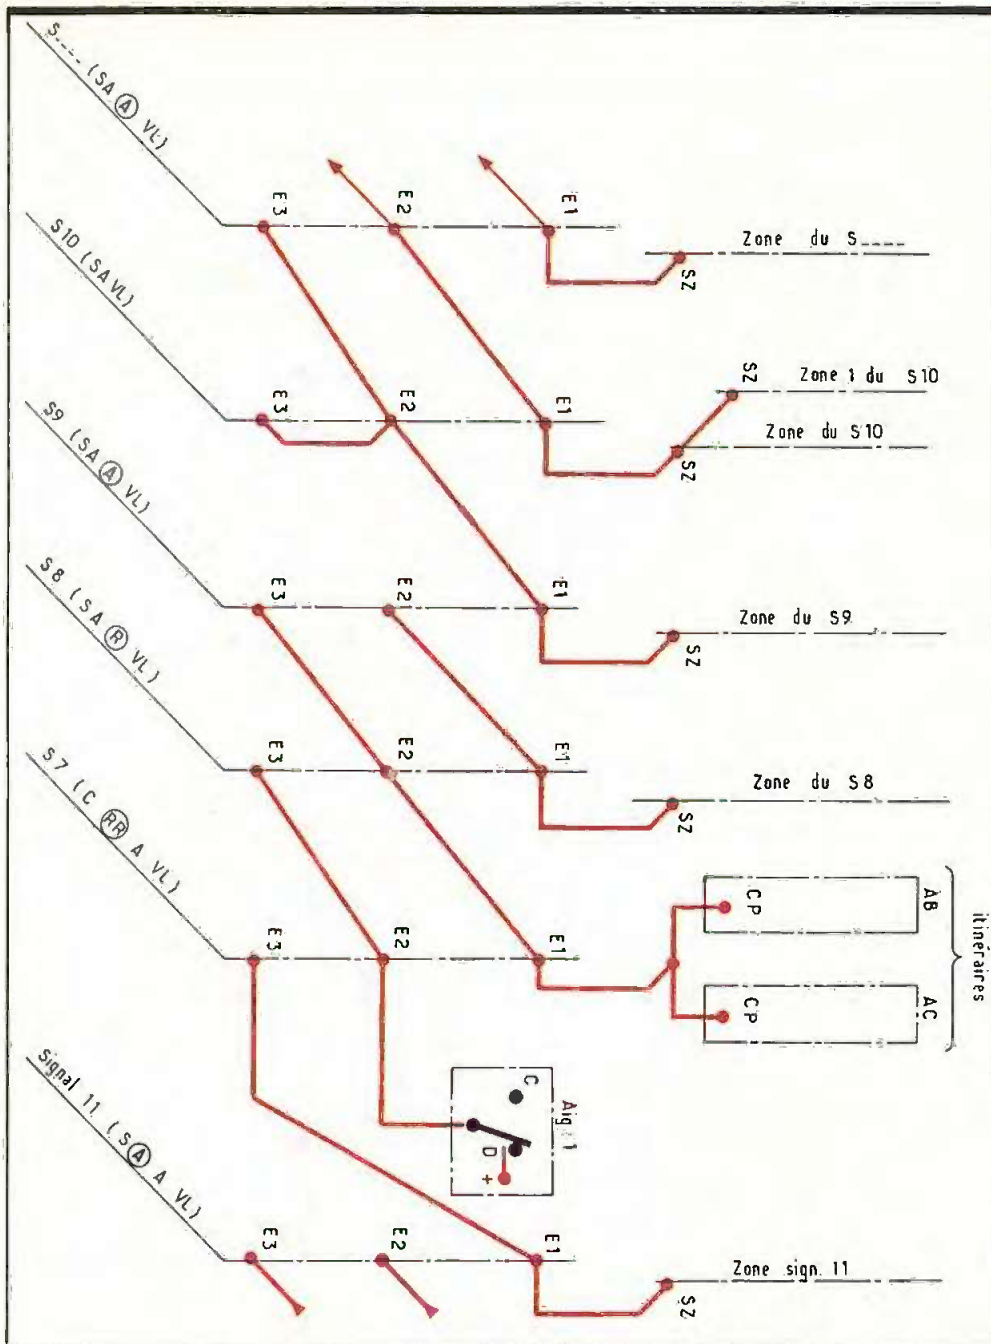 S---- (SA (A) VL)
E3
E2
E1
SZ
Zone du S----
S10 (SA VL)
E3
E2
E1
SZ
Zone 1 du S10
SZ
Zone du S10
S9 (SA (A) VL)
E3
E2
E1
SZ
Zone du S9
S8 (SA (R) VL)
E3
E2
E1
SZ
Zone du S8
S7 (C (RR) A VL)
E3
E2
E1
CP
AB
CP
AC
itinéraires
C
D
+
Aig. 1
Signal 11 (S (A) A VL)
E3
E2
E1
SZ
Zone sign. 11